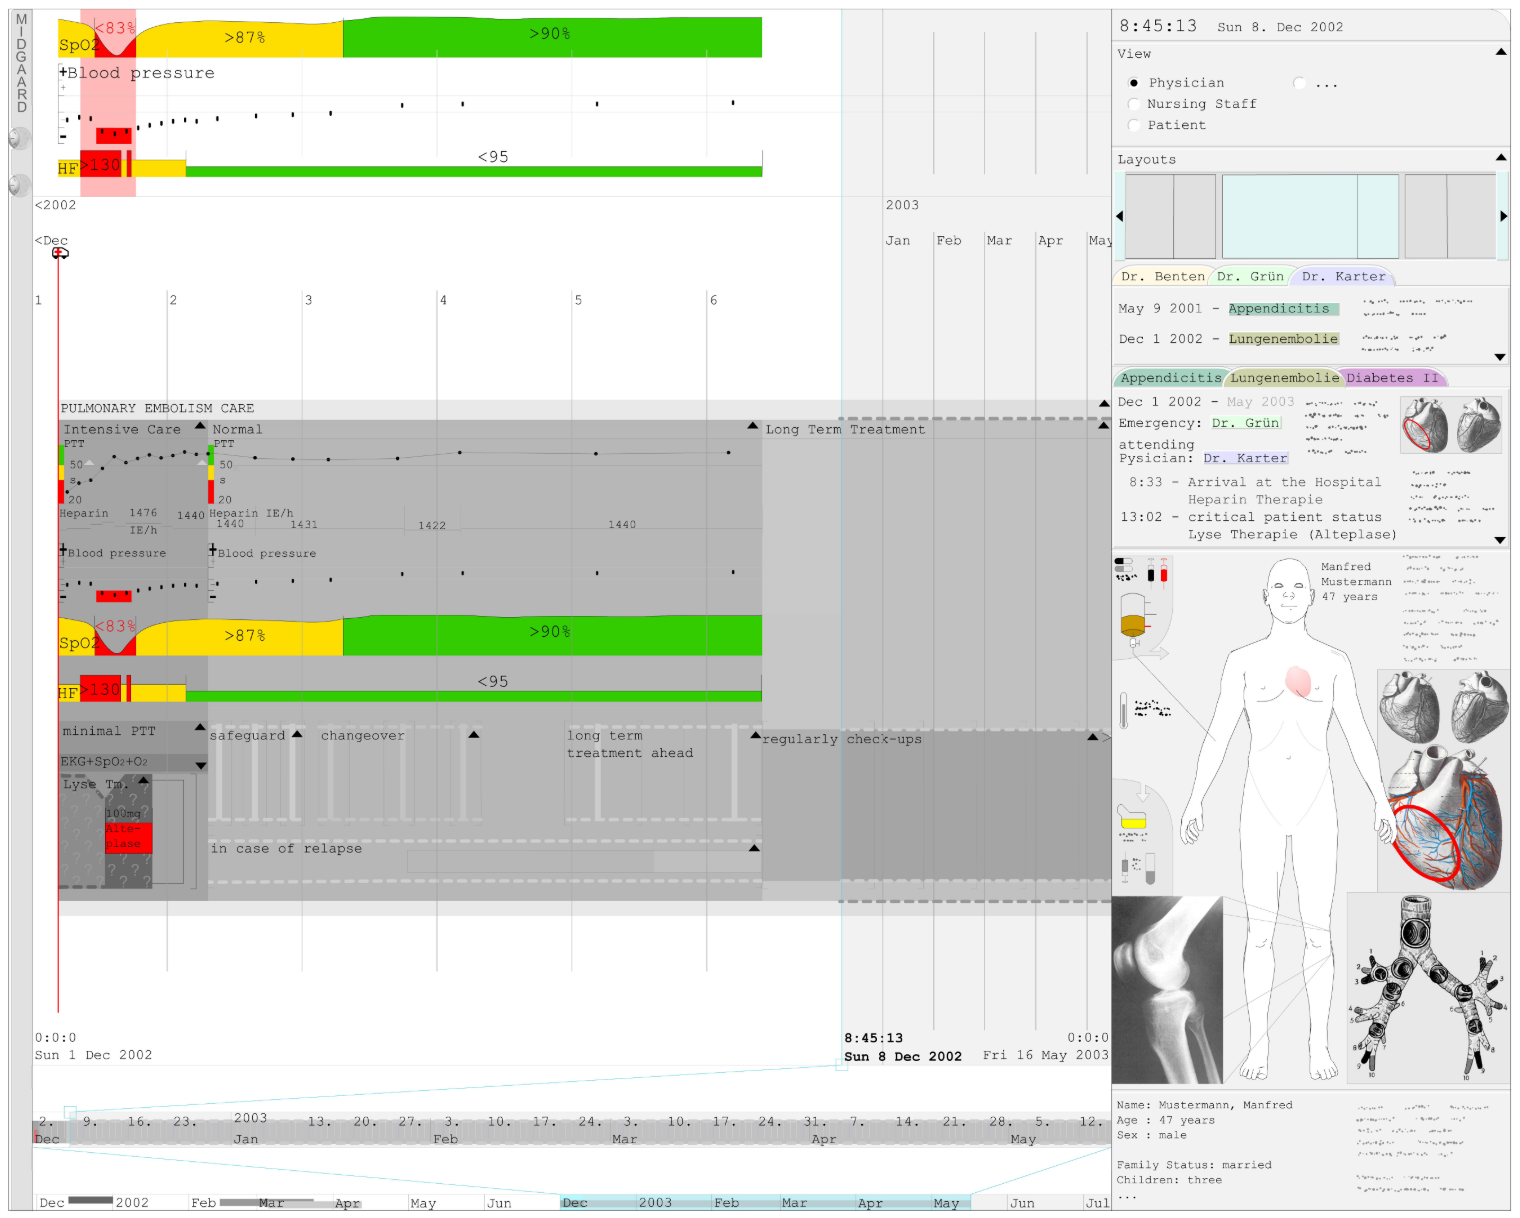 MIDGAARD
<83%
SpO2
>87%
>90%
+Blood pressure
HF
>130
<95
<2002
2003
<Dec
Jan Feb Mar Apr May
1 2 3 4 5 6
PULMONARY EMBOLISM CARE
Intensive Care
Normal
Long Term Treatment
PTT
PTT
50
50
s
s
20
20
Heparin 1476 1440 Heparin IE/h
IE/h
1440 1431 1422 1440
Blood pressure
Blood pressure
<83%
SpO2
>87%
>90%
HF
>130
<95
minimal PTT
safeguard
changeover
long term
treatment ahead
regularly check-ups >
EKG+SpO2+O2
Lyse Tm.
100mg
Alte-
plase
in case of relapse
0:0:0
Sun 1 Dec 2002
8:45:13
Sun 8 Dec 2002
0:0:0
Fri 16 May 2003
2. 9. 16. 23. 2003 13. 20. 27. 3. 10. 17. 24. 3. 10. 17. 24. 31. 7. 14. 21. 28. 5. 12.
Dec Jan Feb Mar Apr May
Dec 2002 Feb Mar Apr May Jun Dec 2003 Feb Mar Apr May Jun Jul
8:45:13 Sun 8. Dec 2002
View
Physician ...
Nursing Staff
Patient
Layouts
Dr. Benten Dr. Grün Dr. Karter
May 9 2001 - Appendicitis
Dec 1 2002 - Lungenembolie
Appendicitis Lungenembolie Diabetes II
Dec 1 2002 - May 2003
Emergency: Dr. Grün
attending
Pysician: Dr. Karter
8:33 - Arrival at the Hospital
Heparin Therapie
13:02 - critical patient status
Lyse Therapie (Alteplase)
Manfred
Mustermann
47 years
Name: Mustermann, Manfred
Age : 47 years
Sex : male
Family Status: married
Children: three
...